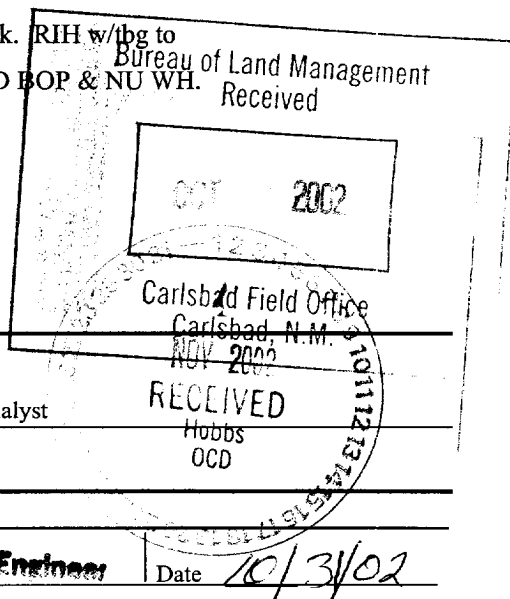 k. RIH w/tbg to
D BOP & NU WH.
Bureau of Land Management
Received
OCT 2002
Carlsbad Field Office
Carlsbad, N.M.
NOV 2002
RECEIVED
Hobbs
OCD
alyst
Engineer Date 10/31/02